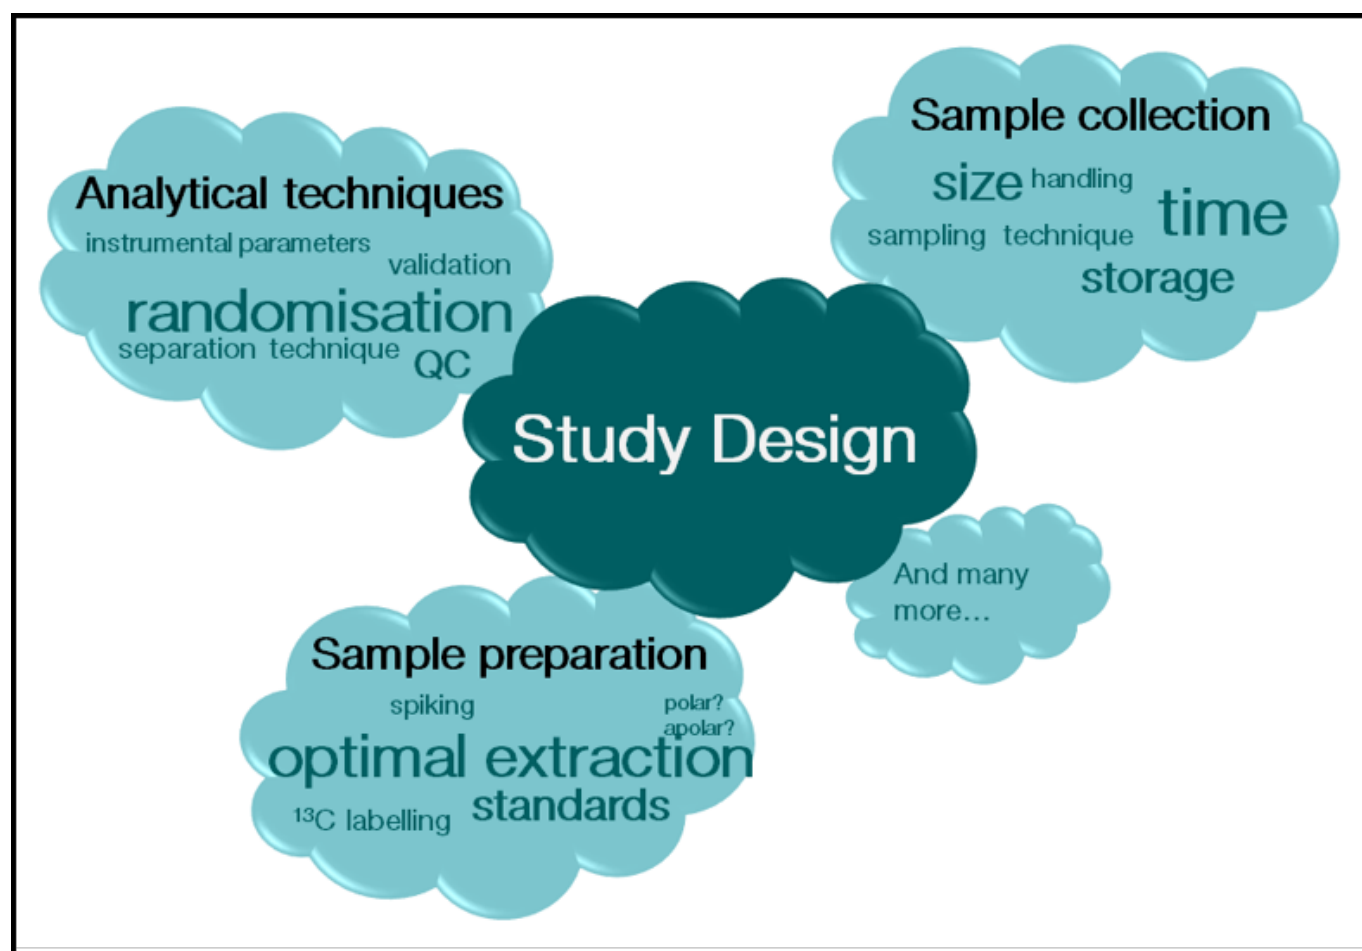 Analytical techniques
instrumental parameters
validation
randomisation
separation technique
QC
Sample collection
size handling
time
sampling technique
storage
Study Design
And many
more...
Sample preparation
spiking
polar?
apolar?
optimal extraction
standards
¹³C labelling